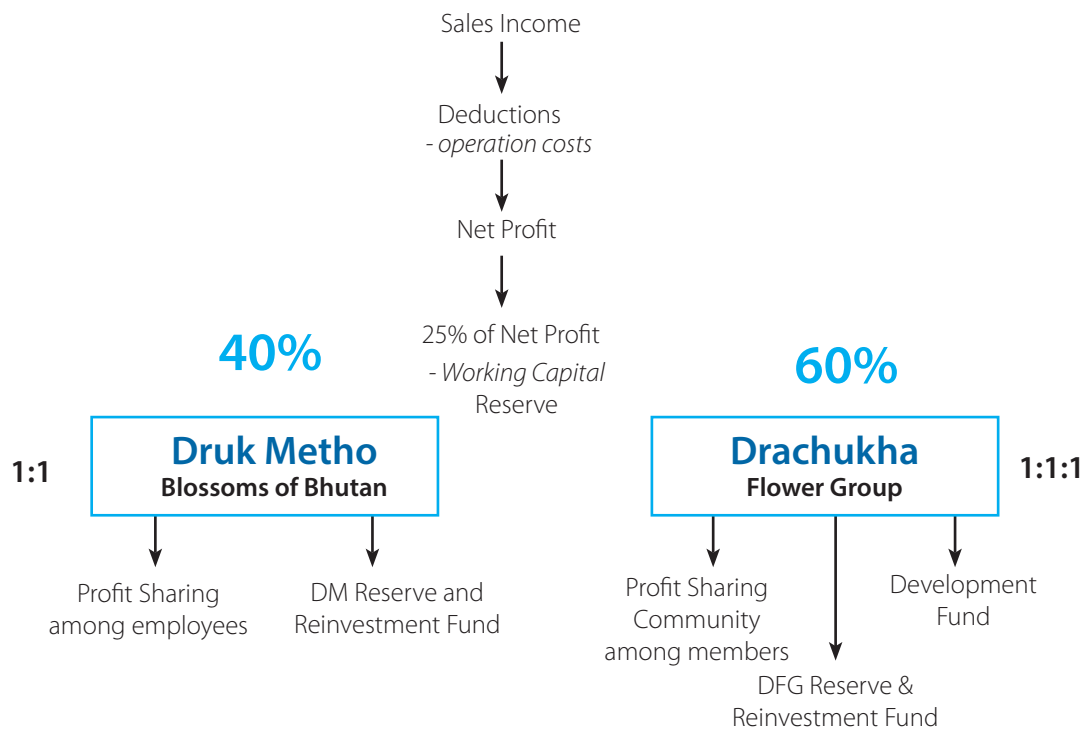 Sales Income
Deductions
- operation costs
Net Profit
25% of Net Profit
- Working Capital
Reserve
40%
60%
1:1
Druk Metho
Blossoms of Bhutan
Drachukha
Flower Group
1:1:1
Profit Sharing
among employees
DM Reserve and
Reinvestment Fund
Profit Sharing
Community
among members
DFG Reserve &
Reinvestment Fund
Development
Fund